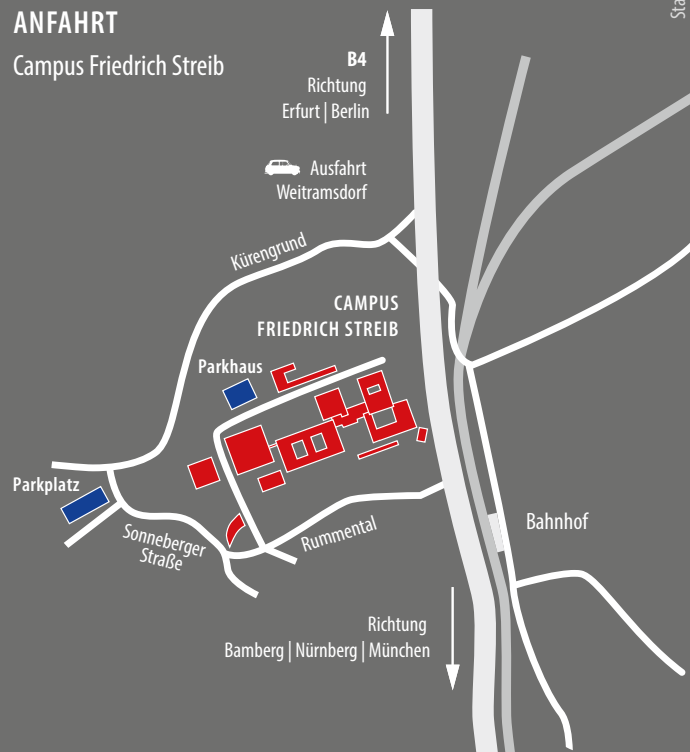 ANFAHRT
Campus Friedrich Streib
Sta
B4
Richtung
Erfurt | Berlin
Ausfahrt
Weitramsdorf
Kürengrund
CAMPUS
FRIEDRICH STREIB
Parkhaus
Parkplatz
Sonneberger
Straße
Rummental
Bahnhof
Richtung
Bamberg | Nürnberg | München